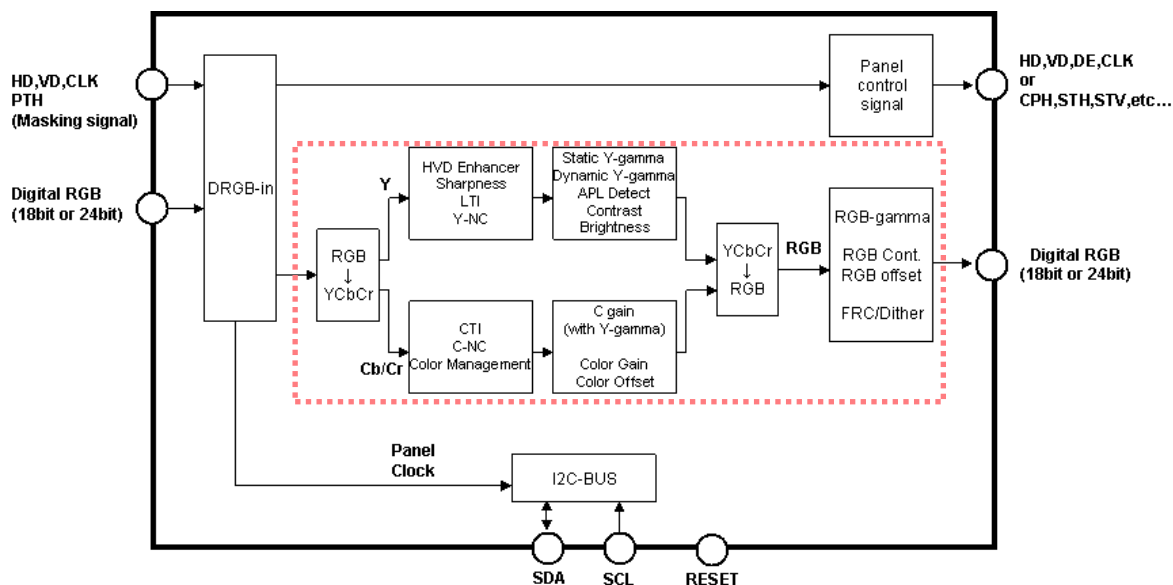 HD,VD,CLK
PTH
(Masking signal)
Digital RGB
(18bit or 24bit)
DRGB-in
Panel
control
signal
HD,VD,DE,CLK
or
CPH,STH,STV,etc…
RGB
↓
YCbCr
Y
Cb/Cr
HVD Enhancer
Sharpness
LTI
Y-NC
Static Y-gamma
Dynamic Y-gamma
APL Detect
Contrast
Brightness
CTI
C-NC
Color Management
C gain
(with Y-gamma)
Color Gain
Color Offset
YCbCr
↓
RGB
RGB
RGB-gamma
RGB Cont.
RGB offset
FRC/Dither
Digital RGB
(18bit or 24bit)
Panel
Clock
I2C-BUS
SDA
SCL
RESET